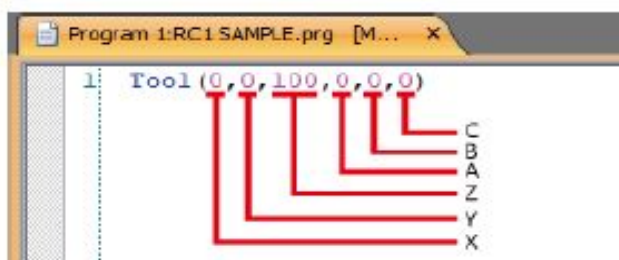 Program 1:RC1 SAMPLE.prg [M... ×
1 Tool(0,0,100,0,0,0)
C
B
A
Z
Y
X